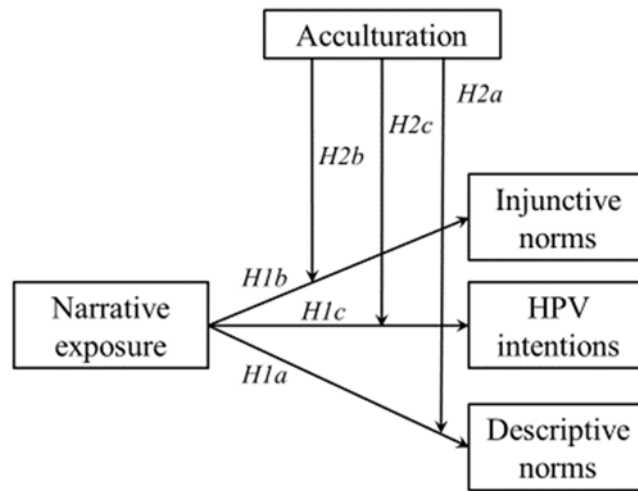 Acculturation
H2a
H2c
H2b
Injunctive
norms
H1b
Narrative
exposure
H1c
HPV
intentions
H1a
Descriptive
norms